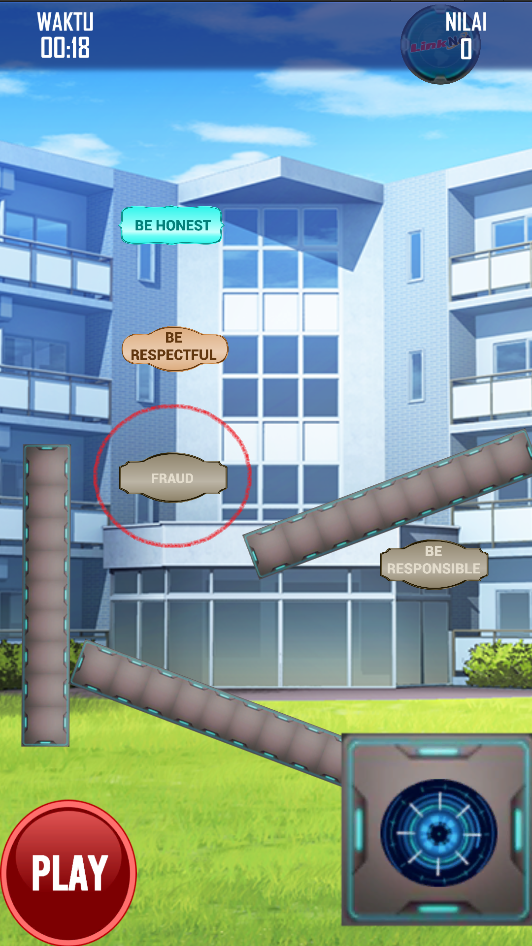 WAKTU
00:18
NILAI
0
BE HONEST
BE
RESPECTFUL
FRAUD
BE
RESPONSIBLE
PLAY